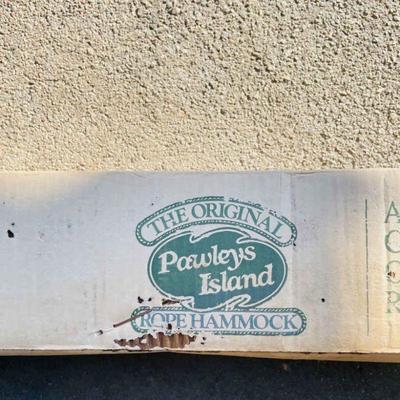 THE ORIGINAL
Pawleys
Island
ROPE HAMMOCK
A
C
R